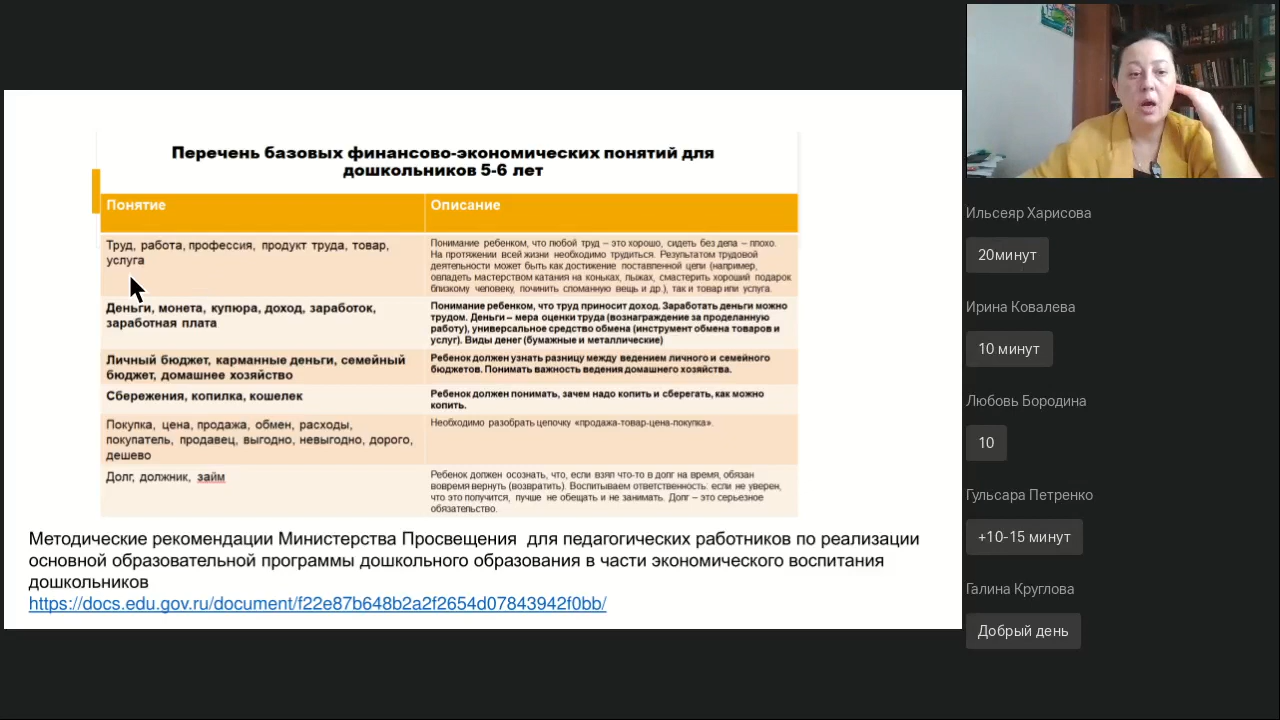 Перечень базовых финансово-экономических понятий для
дошкольников 5-6 лет
Понятие
Описание
Труд, работа, профессия, продукт труда, товар,
услуга
Понимание ребенком, что любой труд – это хорошо, сидеть без дела – плохо.
На протяжении всей жизни необходимо трудиться. Результатом трудовой
деятельности может быть как достижение поставленной цели (например,
овладеть мастерством катания на коньках, лыжах, смастерить хороший подарок
близкому человеку, починить сломанную вещь и др.), так и товар или услуга.
Деньги, монета, купюра, доход, заработок,
заработная плата
Понимание ребенком, что труд приносит доход. Заработать деньги можно
трудом. Деньги – мера оценки труда (вознаграждение за проделанную
работу), универсальное средство обмена (инструмент обмена товаров и
услуг). Виды денег (бумажные и металлические)
Личный бюджет, карманные деньги, семейный
бюджет, домашнее хозяйство
Ребенок должен узнать разницу между ведением личного и семейного
бюджетов. Понимать важность ведения домашнего хозяйства.
Сбережения, копилка, кошелек
Ребенок должен понимать, зачем надо копить и сберегать, как можно
копить.
Покупка, цена, продажа, обмен, расходы,
покупатель, продавец, выгодно, невыгодно, дорого,
дешево
Необходимо разобрать цепочку «продажа-товар-цена-покупка».
Долг, должник, займ
Ребенок должен осознать, что, если взял что-то в долг на время, обязан
вовремя вернуть (возвратить). Воспитываем ответственность: если не уверен,
что это получится, лучше не обещать и не занимать. Долг – это серьезное
обязательство.
Методические рекомендации Министерства Просвещения для педагогических работников по реализации
основной образовательной программы дошкольного образования в части экономического воспитания
дошкольников
https://docs.edu.gov.ru/document/f22e87b648b2a2f2654d07843942f0bb/
Ильсеяр Харисова
20минут
Ирина Ковалева
10 минут
Любовь Бородина
10
Гульсара Петренко
+10-15 минут
Галина Круглова
Добрый день